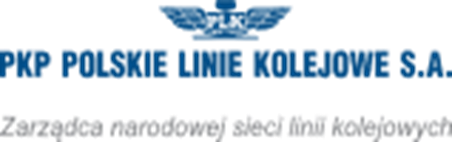 PLK
PKP POLSKIE LINIE KOLEJOWE S.A.
Zarządca narodowej sieci linii kolejowych